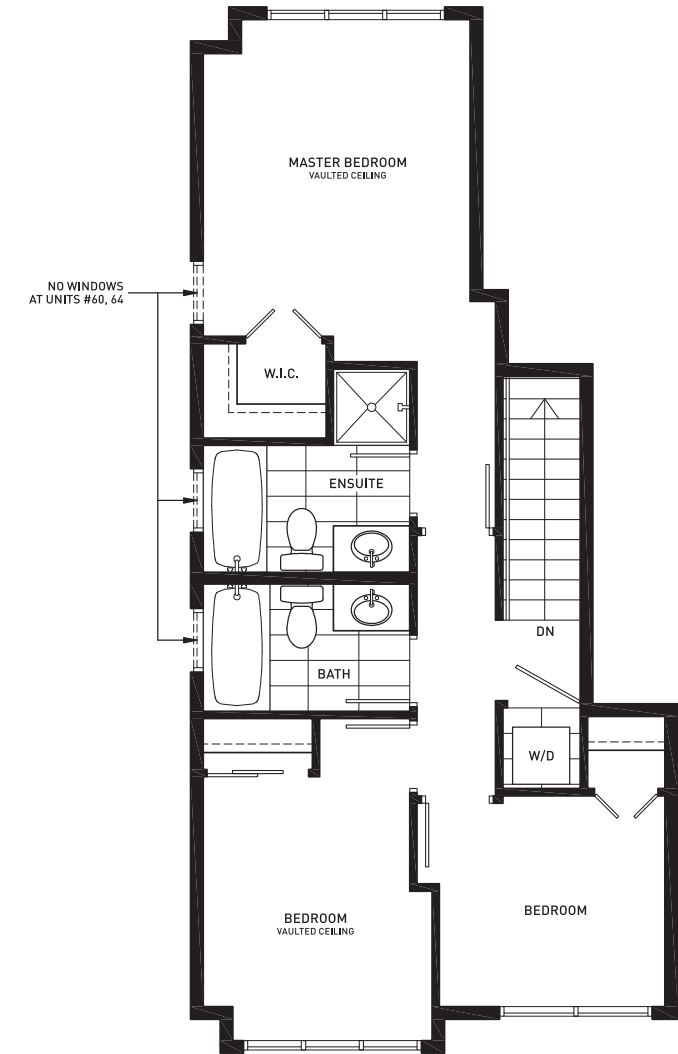 MASTER BEDROOM
VAULTED CEILING
NO WINDOWS
AT UNITS #60, 64
W.I.C.
ENSUITE
DN
BATH
W/D
BEDROOM
VAULTED CEILING
BEDROOM